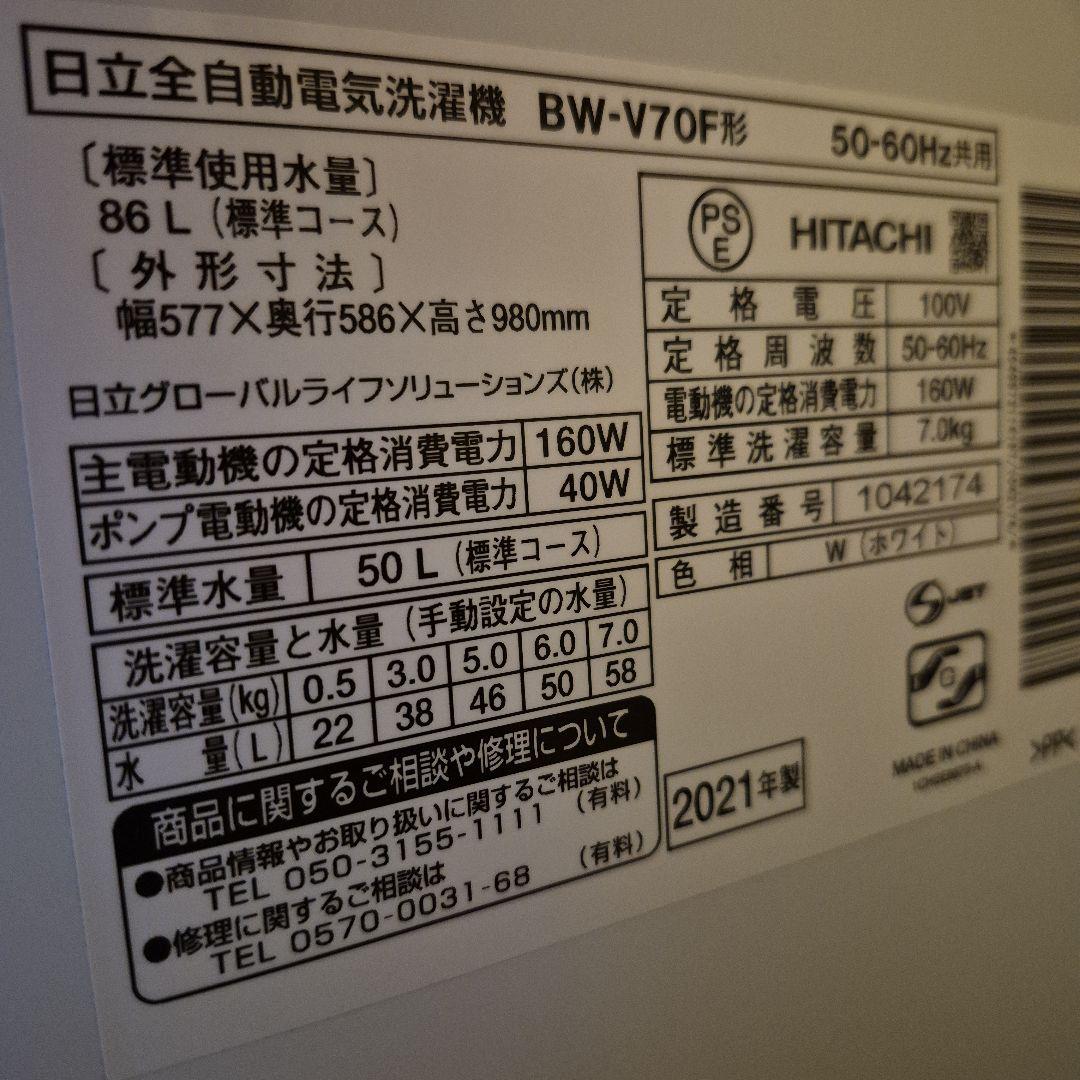 日立全自動電気洗濯機 BW-V70F形 50-60Hz共用
〔標準使用水量〕
86 L (標準コース)
〔外形寸法〕
幅577×奥行586×高さ980mm
日立グローバルライフソリューションズ(株)
主電動機の定格消費電力 160W
ポンプ電動機の定格消費電力 40W
標準水量 50 L (標準コース)
洗濯容量と水量 (手動設定の水量)
洗濯容量(kg) 0.5 3.0 5.0 6.0 7.0
水量(L) 22 38 46 50 58
商品に関するご相談や修理について
●商品情報やお取り扱いに関するご相談は
TEL 050-3155-1111 (有料)
●修理に関するご相談は
TEL 0570-0031-68 (有料)
PSE HITACHI
定格電圧 100V
定格周波数 50-60Hz
電動機の定格消費電力 160W
標準洗濯容量 7.0kg
製造番号 1042174
色相 W (ホワイト)
JET
G
MADE IN CHINA
>PP<
2021年製